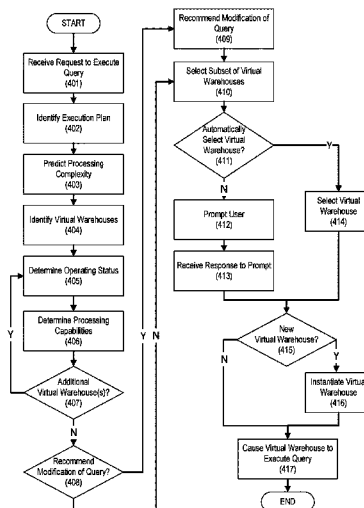 START
Receive Request to Execute
Query
(401)
Identify Execution Plan
(402)
Predict Processing
Complexity
(403)
Identify Virtual Warehouses
(404)
Determine Operating Status
(405)
Determine Processing
Capabilities
(406)
Y
Additional
Virtual Warehouse(s)?
(407)
N
Recommend
Modification of Query?
(408)
Y
N
Recommend Modification of
Query
(409)
Select Subset of Virtual
Warehouses
(410)
Automatically
Select Virtual
Warehouse?
(411)
Y
N
Prompt User
(412)
Select Virtual
Warehouse
(414)
Receive Response to Prompt
(413)
New
Virtual Warehouse?
(415)
N
Y
Instantiate Virtual
Warehouse
(416)
Cause Virtual Warehouse to
Execute Query
(417)
END